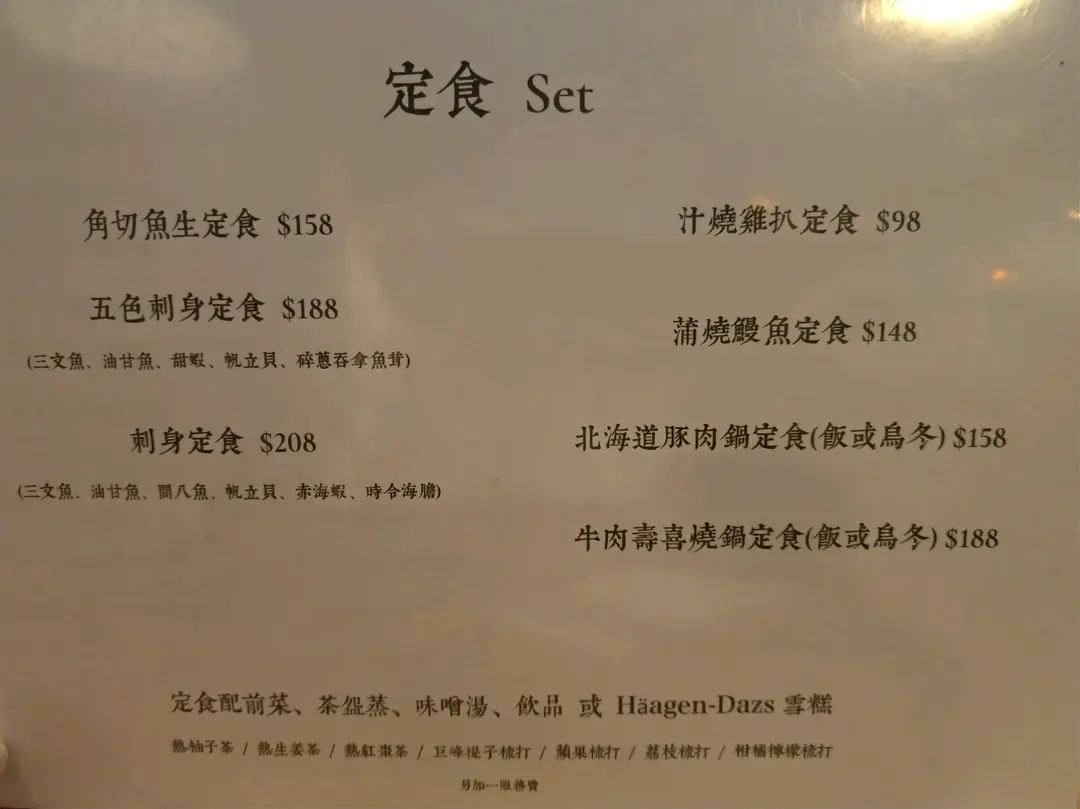 定食 Set
角切魚生定食 $158
五色刺身定食 $188
(三文魚、油甘魚、甜蝦、帆立貝、碎蔥吞拿魚茸)
刺身定食 $208
(三文魚、油甘魚、間八魚、帆立貝、赤海蝦、時令海膽)
汁燒雞扒定食 $98
蒲燒鰻魚定食 $148
北海道豚肉鍋定食(飯或烏冬) $158
牛肉壽喜燒鍋定食(飯或烏冬) $188
定食配前菜、茶盌蒸、味噌湯、飲品 或 Häagen-Dazs 雪糕
熱柚子茶 / 熱生姜茶 / 熱紅棗茶 / 巨峰提子梳打 / 蘋果梳打 / 荔枝梳打 / 柑橘檸檬梳打
另加一服務費